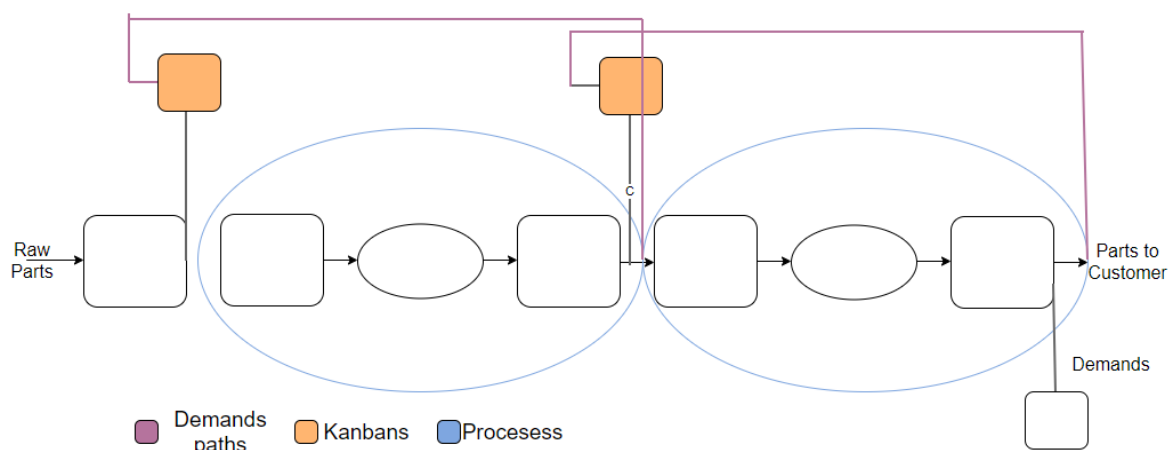 C
Raw
Parts
Parts to
Customer
Demands
Demands
paths
Kanbans
Procesess